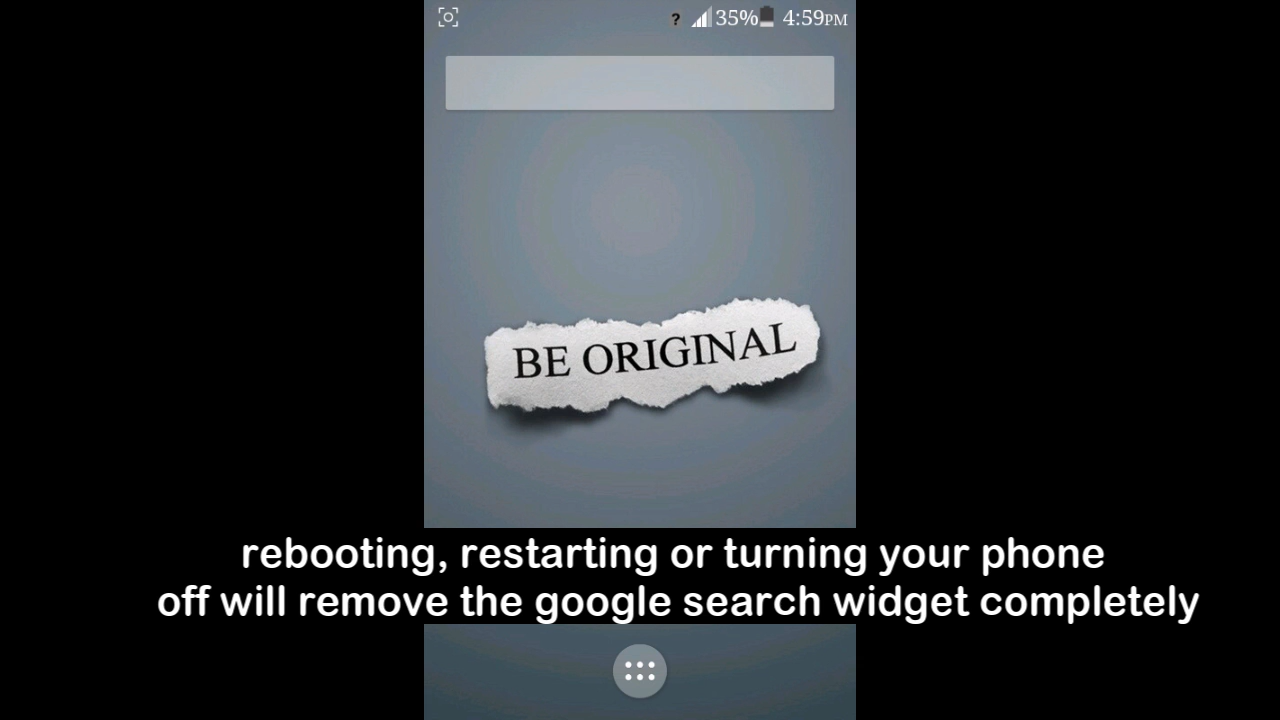 ? 35% 4:59PM
BE ORIGINAL
rebooting, restarting or turning your phone
off will remove the google search widget completely